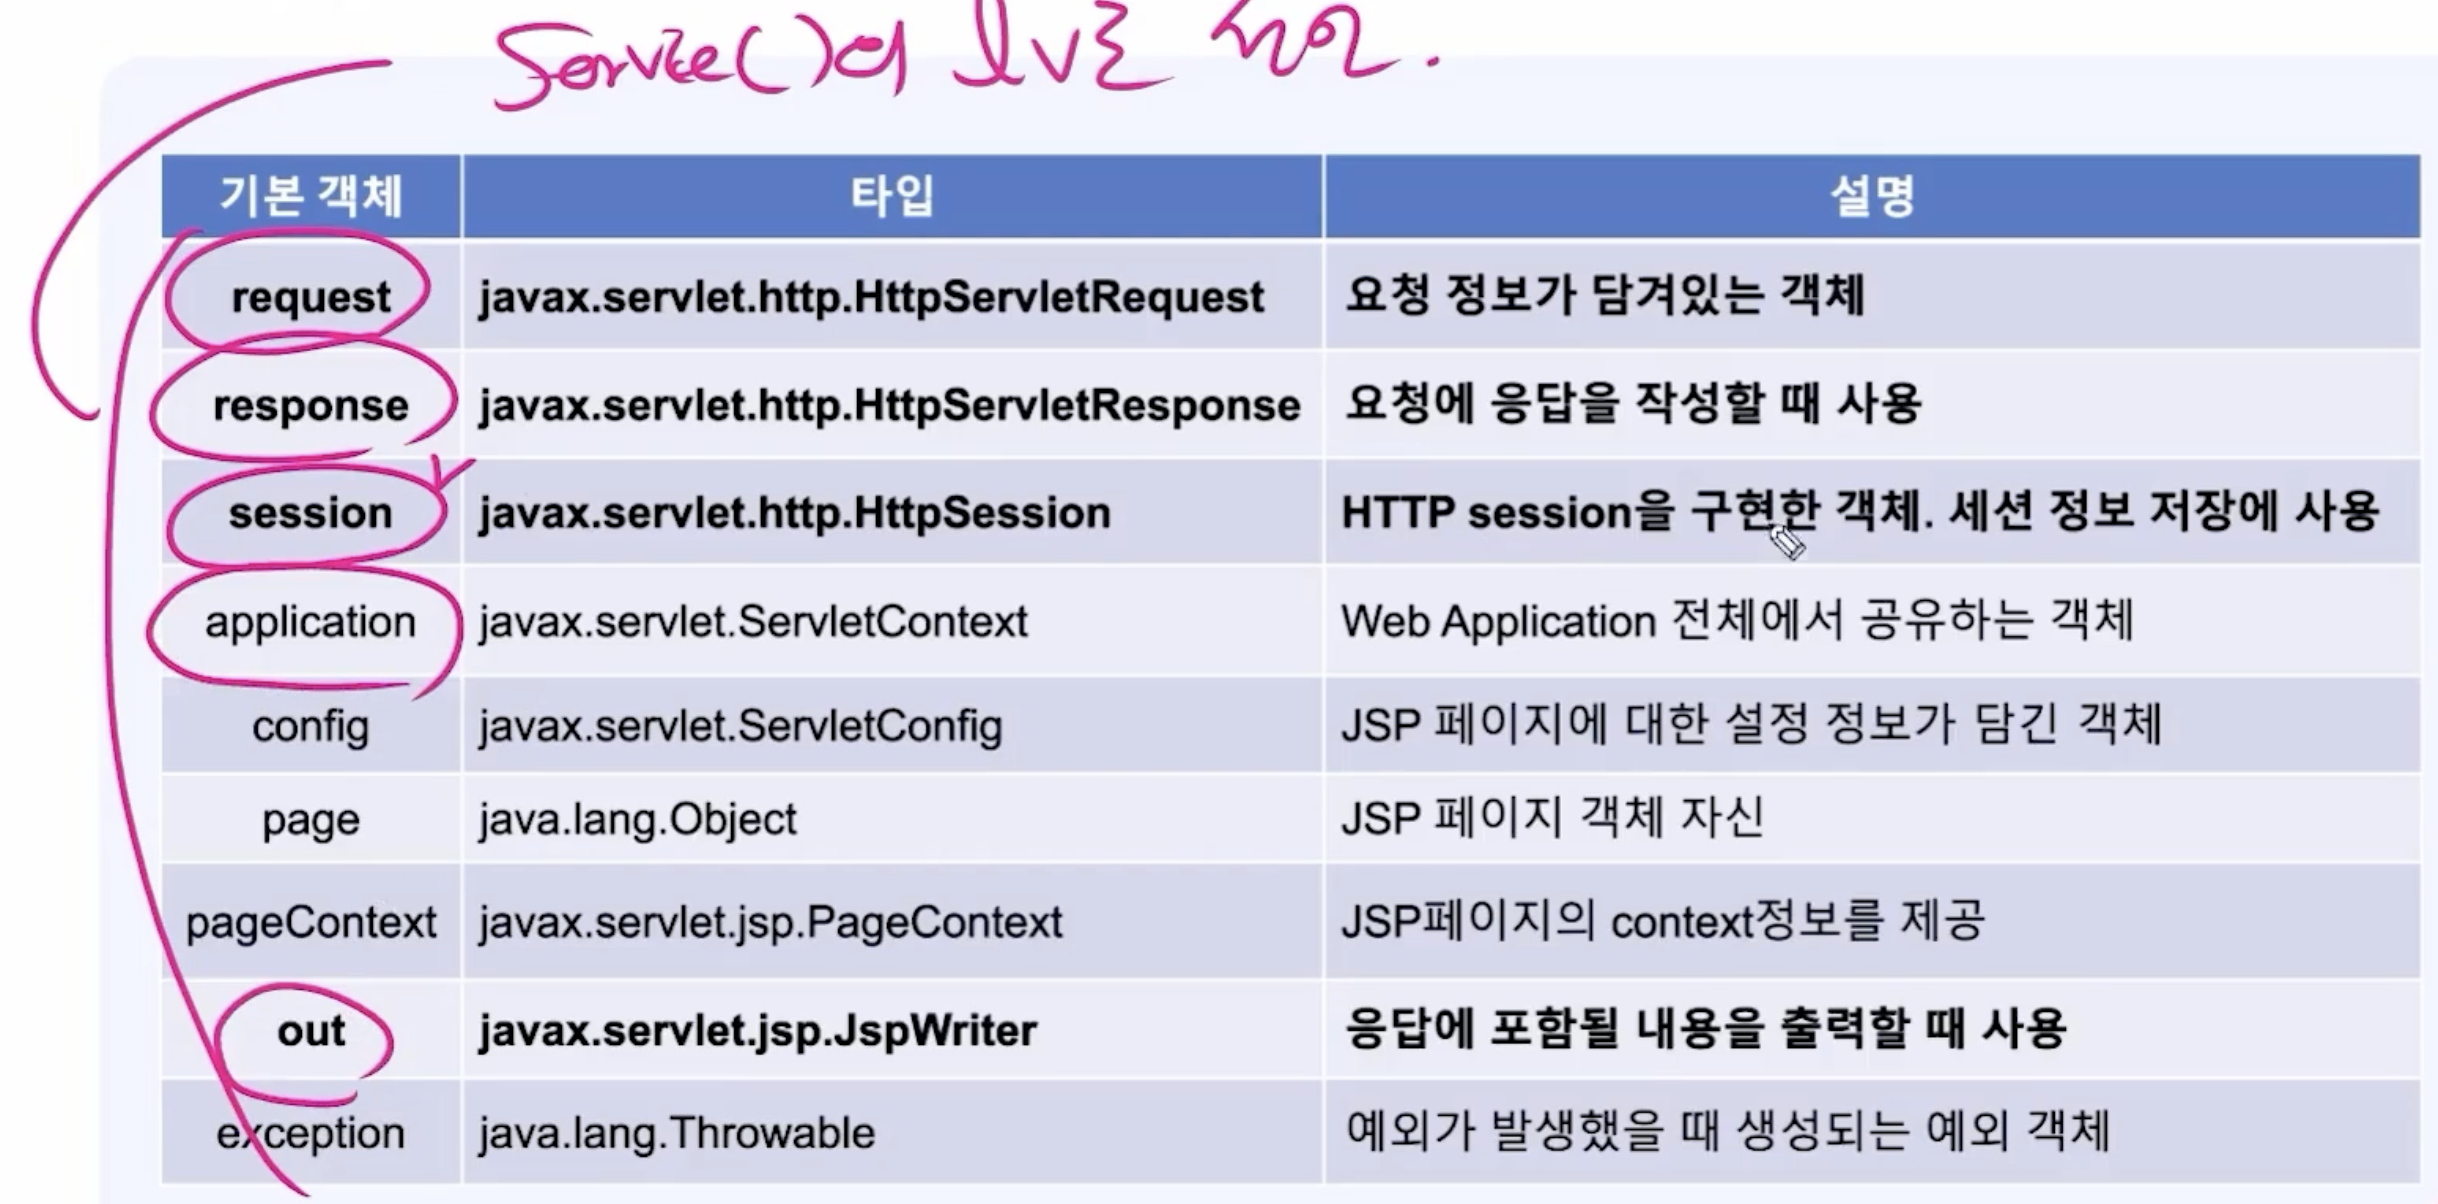 Service()의 lv로 선언.
기본 객체 타입 설명
request javax.servlet.http.HttpServletRequest 요청 정보가 담겨있는 객체
response javax.servlet.http.HttpServletResponse 요청에 응답을 작성할 때 사용
session javax.servlet.http.HttpSession HTTP session을 구현한 객체. 세션 정보 저장에 사용
application javax.servlet.ServletContext Web Application 전체에서 공유하는 객체
config javax.servlet.ServletConfig JSP 페이지에 대한 설정 정보가 담긴 객체
page java.lang.Object JSP 페이지 객체 자신
pageContext javax.servlet.jsp.PageContext JSP페이지의 context정보를 제공
out javax.servlet.jsp.JspWriter 응답에 포함될 내용을 출력할 때 사용
exception java.lang.Throwable 예외가 발생했을 때 생성되는 예외 객체